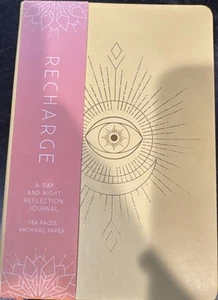 RECHARGE
A DAY
AND NIGHT
REFLECTION
JOURNAL
184 PAGES
ARCHIVAL PAPER